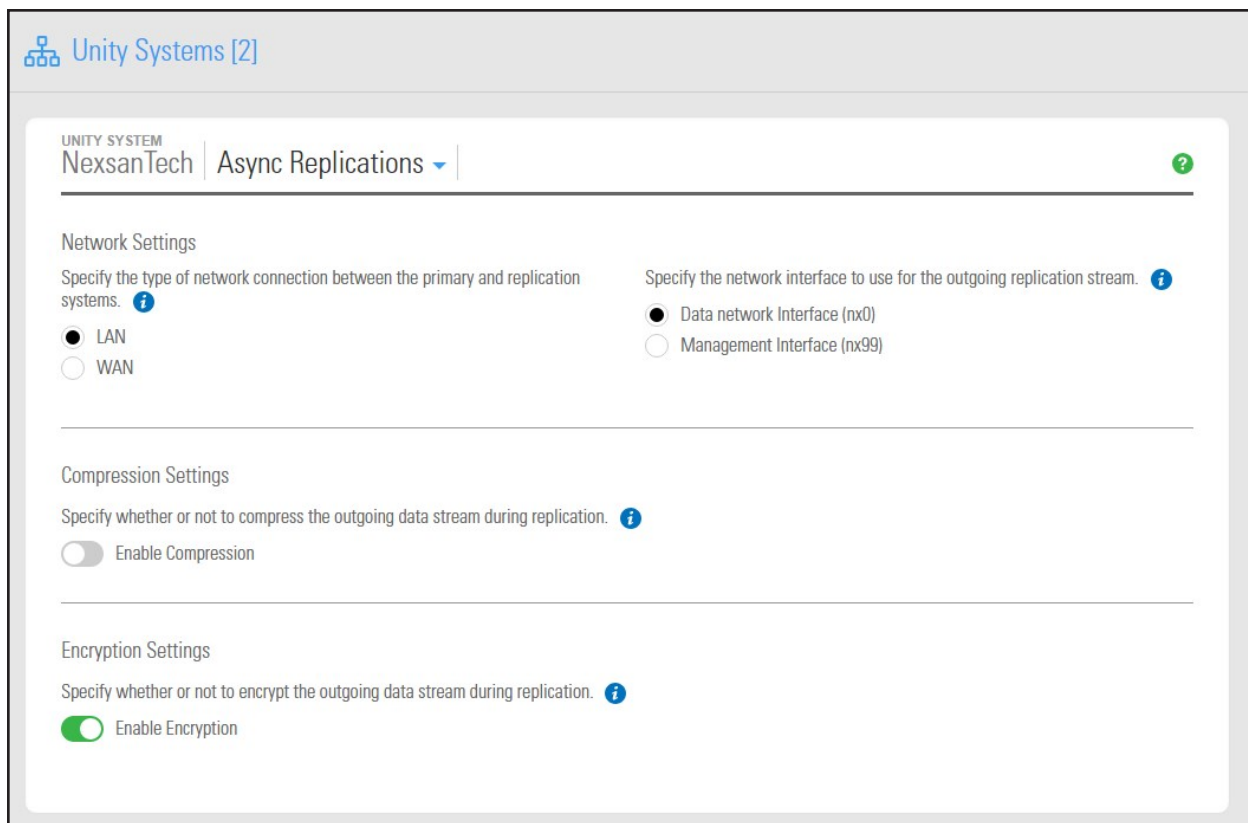 Unity Systems [2]
UNITY SYSTEM
NexsanTech
Async Replications
Network Settings
Specify the type of network connection between the primary and replication
systems.
LAN
WAN
Specify the network interface to use for the outgoing replication stream.
Data network Interface (nx0)
Management Interface (nx99)
Compression Settings
Specify whether or not to compress the outgoing data stream during replication.
Enable Compression
Encryption Settings
Specify whether or not to encrypt the outgoing data stream during replication.
Enable Encryption